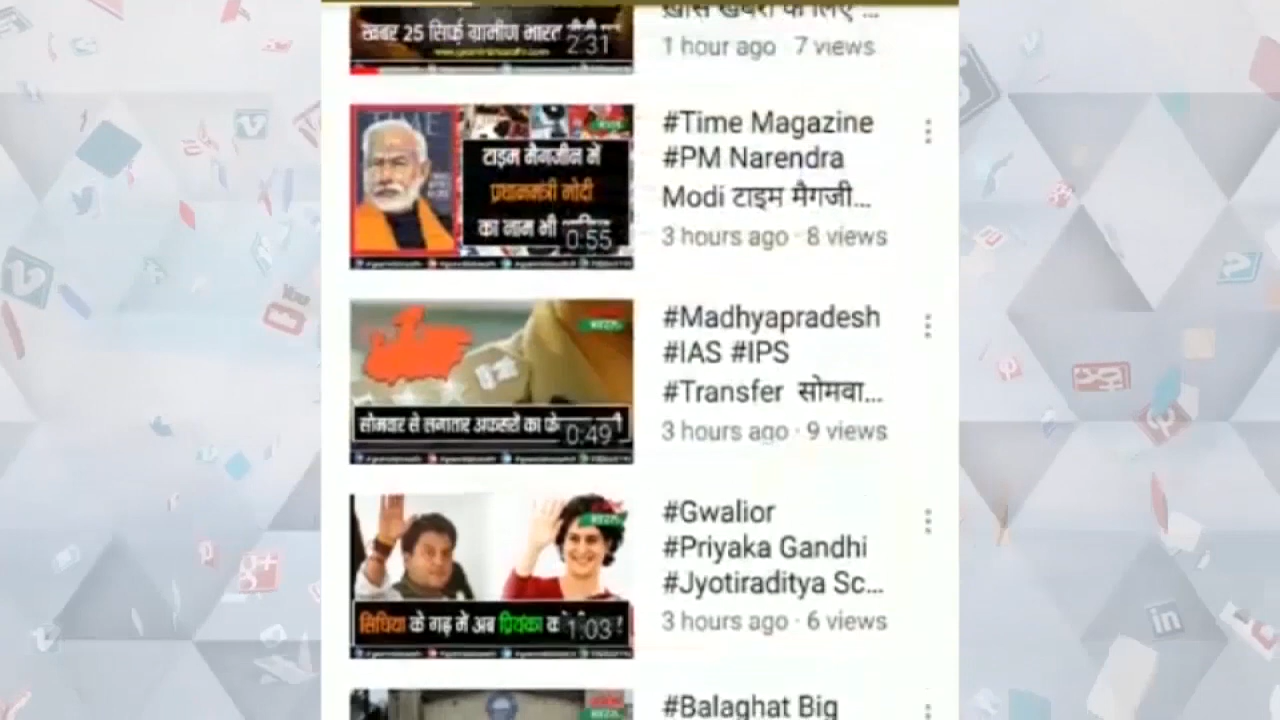 ख़ास खबरों के लिए ...
खबर 25 सिर्फ़ ग्रामीण भारत
2:31
1 hour ago 7 views
TIME
टाइम मैगजीन में
प्रधानमंत्री मोदी
का नाम भी
0:55
#Time Magazine
#PM Narendra
Modi टाइम मैगजी...
3 hours ago · 8 views
सोमवार से लगातार अफसरों का
0:49
#Madhyapradesh
#IAS #IPS
#Transfer सोमवा...
3 hours ago · 9 views
सिंधिया के गढ़ में अब प्रियंका
1:03
#Gwalior
#Priyaka Gandhi
#Jyotiraditya Sc...
3 hours ago · 6 views
#Balaghat Big
You
g+
in